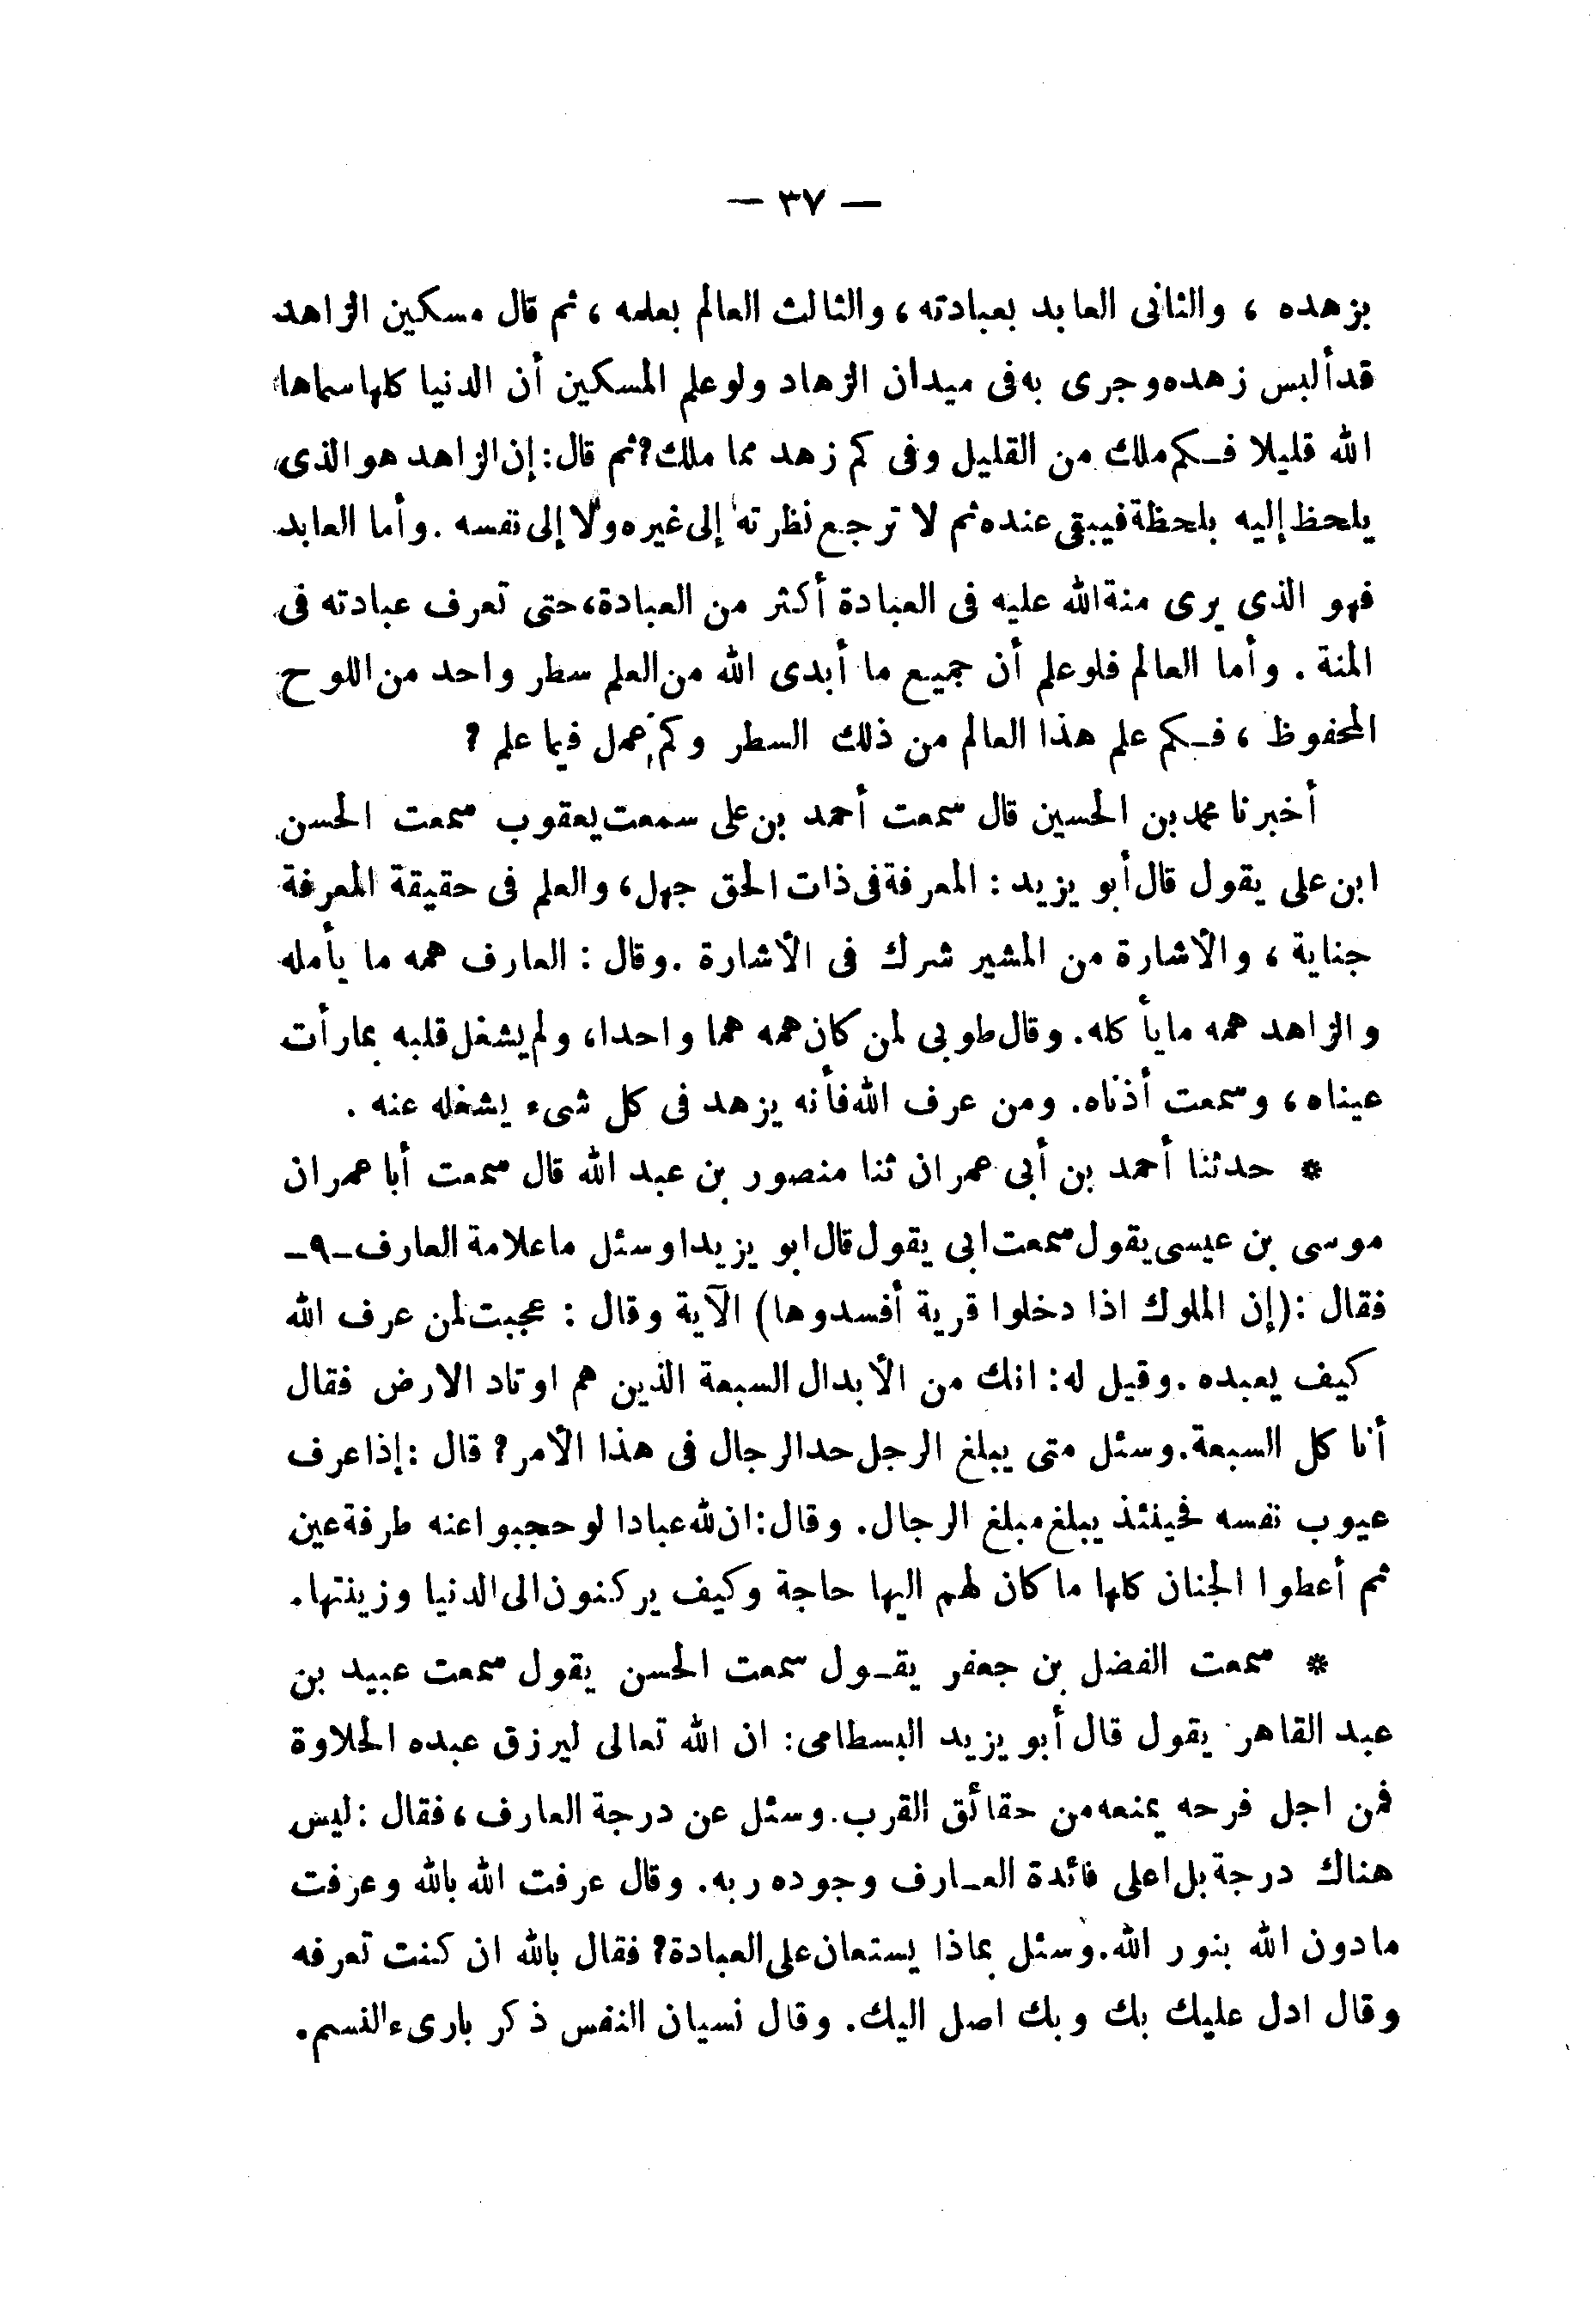 — ٣٧ —
بزهده ، والثانى العابد بعبادته ، والثالث العالم بعلمه ، ثم قال مسكين الزاهد
قد ألبس زهده وجرى به فى ميدان الزهاد ولو علم المسكين أن الدنيا كلها سماها
الله قليلا فـكم ملك من القليل وفى كم زهد مما ملك ؟ ثم قال : إن الزاهد هو الذى
يلحظ إليه بلحظة فيبقى عنده ثم لا ترجع نظرته إلى غيره ولا إلى نفسه . وأما العابد
فهو الذى يرى منة الله عليه فى العبادة أكثر من العبادة ، حتى تعرف عبادته فى
المنة . وأما العالم فلو علم أن جميع ما أبدى الله من العلم سطر واحد من اللوح
المحفوظ ، فـكم علم هذا العالم من ذلك السطر وكم عمل فيما علم ؟
أخبرنا محمد بن الحسين قال سمعت أحمد بن على سمعت يعقوب سمعت الحسن
ابن على يقول قال أبو يزيد : المعرفة فى ذات الحق جهل ، والعلم فى حقيقة المعرفة
جناية ، والأشارة من المشير شرك فى الأشارة . وقال : العارف همه ما يأمله
والزاهد همه ما يأكله . وقال طوبى لمن كان همه هما واحدا ، ولم يشغل قلبه بما رأت
عيناه ، وسمعت أذناه . ومن عرف الله فأنه يزهد فى كل شىء يشغله عنه .
* حدثنا أحمد بن أبى عمران ثنا منصور بن عبد الله قال سمعت أبا عمران
موسى بن عيسى يقول سمعت ابى يقول قال ابو يزيد اوسئل ما علامة العارف ـ٩ـ
فقال : (إن الملوك اذا دخلوا قرية أفسدوها) الآية وقال : عجبت لمن عرف الله
كيف يعبده . وقيل له : انك من الأبدال السبعة الذين هم اوتاد الارض فقال
أنا كل السبعة . وسئل متى يبلغ الرجل حد الرجال فى هذا الأمر ؟ قال : إذا عرف
عيوب نفسه فحينئذ يبلغ مبلغ الرجال . وقال : ان لله عبادا لو حجبوا عنه طرفة عين
ثم أعطوا الجنان كلها ما كان لهم اليها حاجة وكيف يركنون الى الدنيا وزينتها .
* سمعت الفضل بن جعفر يقـول سمعت الحسن يقول سمعت عبيد بن
عبد القاهر يقول قال أبو يزيد البسطامى : ان الله تعالى ليرزق عبده الحلاوة
فمن اجل فرحه يمنعه من حقائق القرب . وسئل عن درجة العارف ، فقال : ليس
هناك درجة بل اعلى فائدة العـارف وجوده ربه . وقال عرفت الله بالله وعرفت
مادون الله بنور الله . وسئل بماذا يستعان على العبادة ؟ فقال بالله ان كنت تعرفه
وقال ادل عليك بك وبك اصل اليك . وقال نسيان النفس ذكر بارىء النسم .